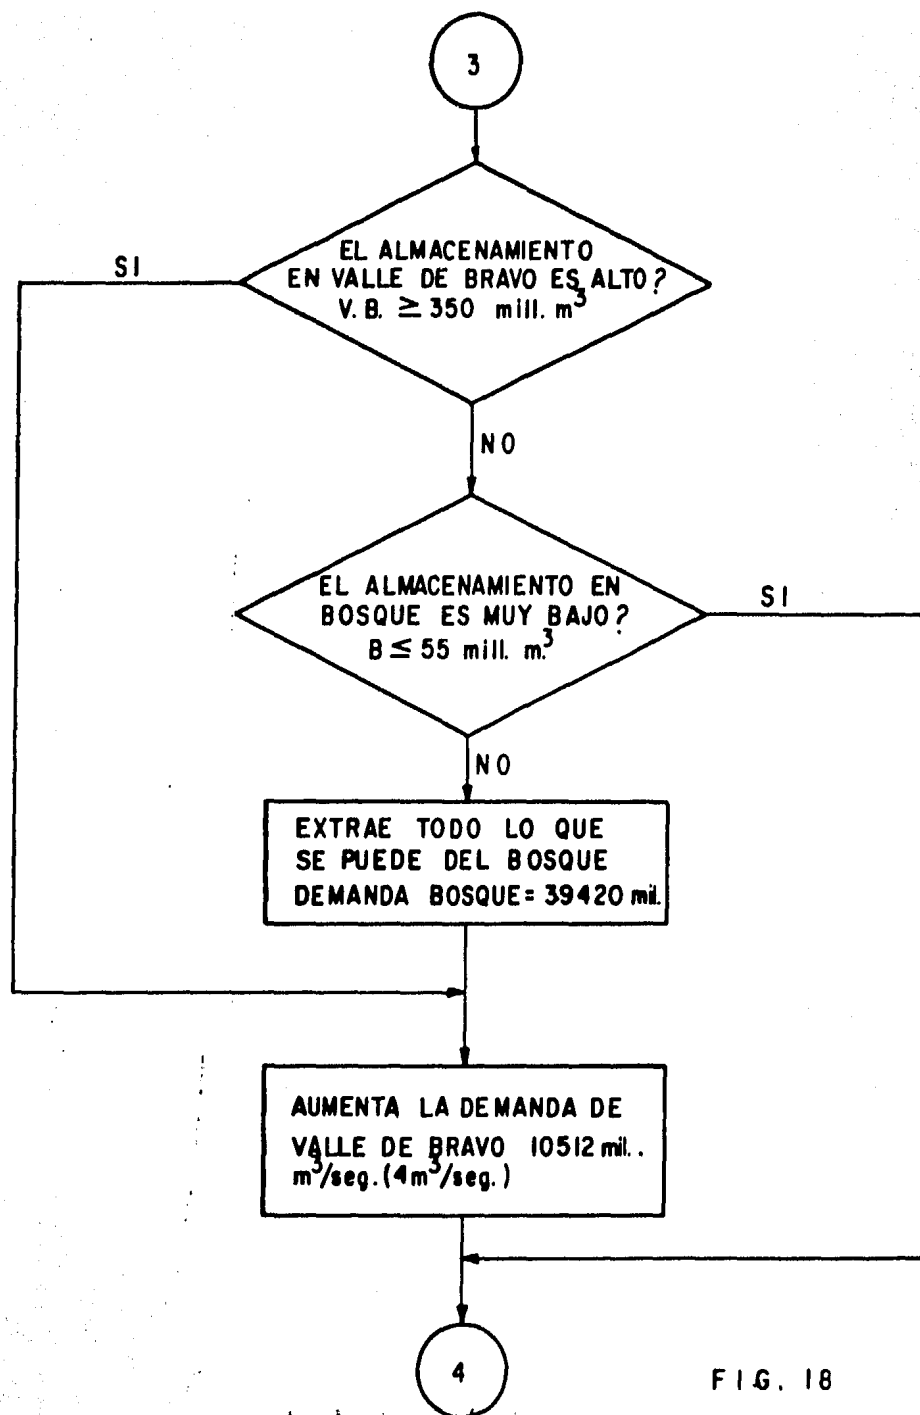 3
EL ALMACENAMIENTO
EN VALLE DE BRAVO ES ALTO?
V. B. ≥ 350 mill. m³
SI
NO
EL ALMACENAMIENTO EN
BOSQUE ES MUY BAJO?
B ≤ 55 mill. m.³
SI
NO
EXTRAE TODO LO QUE
SE PUEDE DEL BOSQUE
DEMANDA BOSQUE= 39420 mil.
AUMENTA LA DEMANDA DE
VALLE DE BRAVO 10512 mil..
m³/seg.(4m³/seg.)
4
FIG. 18